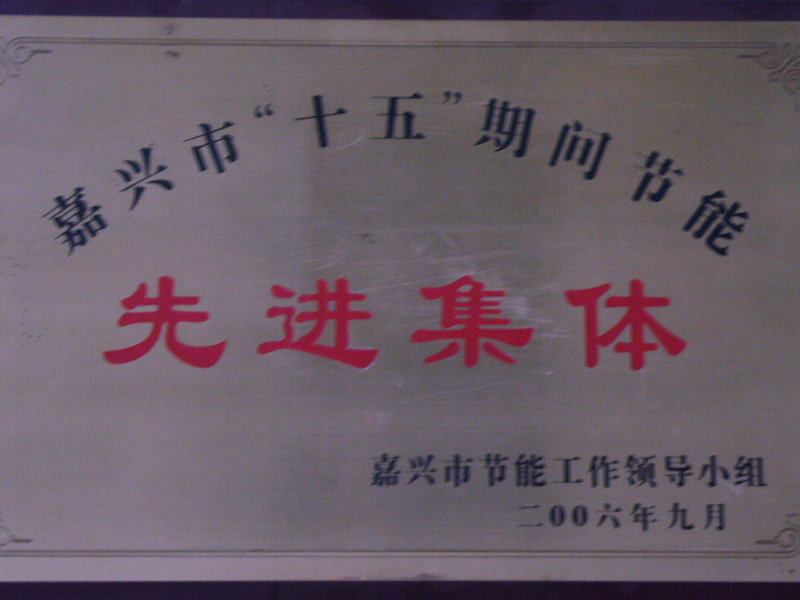 嘉兴市“十五”期间节能
先进集体
嘉兴市节能工作领导小组
二00六年九月